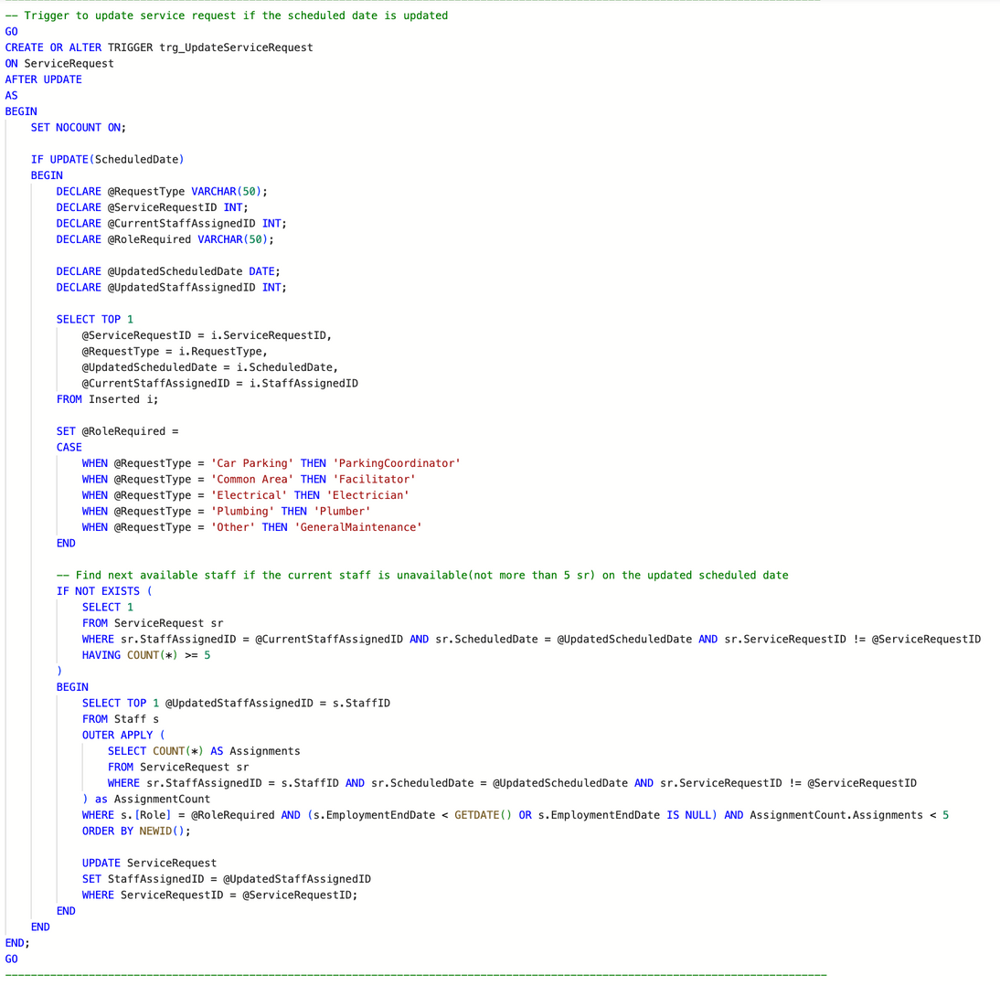 -- Trigger to update service request if the scheduled date is updated
GO
CREATE OR ALTER TRIGGER trg_UpdateServiceRequest
ON ServiceRequest
AFTER UPDATE
AS
BEGIN
    SET NOCOUNT ON;

    IF UPDATE(ScheduledDate)
    BEGIN
        DECLARE @RequestType VARCHAR(50);
        DECLARE @ServiceRequestID INT;
        DECLARE @CurrentStaffAssignedID INT;
        DECLARE @RoleRequired VARCHAR(50);

        DECLARE @UpdatedScheduledDate DATE;
        DECLARE @UpdatedStaffAssignedID INT;

        SELECT TOP 1
            @ServiceRequestID = i.ServiceRequestID,
            @RequestType = i.RequestType,
            @UpdatedScheduledDate = i.ScheduledDate,
            @CurrentStaffAssignedID = i.StaffAssignedID
        FROM Inserted i;

        SET @RoleRequired =
        CASE
            WHEN @RequestType = 'Car Parking' THEN 'ParkingCoordinator'
            WHEN @RequestType = 'Common Area' THEN 'Facilitator'
            WHEN @RequestType = 'Electrical' THEN 'Electrician'
            WHEN @RequestType = 'Plumbing' THEN 'Plumber'
            WHEN @RequestType = 'Other' THEN 'GeneralMaintenance'
        END

        -- Find next available staff if the current staff is unavailable(not more than 5 sr) on the updated scheduled date
        IF NOT EXISTS (
            SELECT 1
            FROM ServiceRequest sr
            WHERE sr.StaffAssignedID = @CurrentStaffAssignedID AND sr.ScheduledDate = @UpdatedScheduledDate AND sr.ServiceRequestID != @ServiceRequestID
            HAVING COUNT(*) >= 5
        )
        BEGIN
            SELECT TOP 1 @UpdatedStaffAssignedID = s.StaffID
            FROM Staff s
            OUTER APPLY (
                SELECT COUNT(*) AS Assignments
                FROM ServiceRequest sr
                WHERE sr.StaffAssignedID = s.StaffID AND sr.ScheduledDate = @UpdatedScheduledDate AND sr.ServiceRequestID != @ServiceRequestID
            ) as AssignmentCount
            WHERE s.[Role] = @RoleRequired AND (s.EmploymentEndDate < GETDATE() OR s.EmploymentEndDate IS NULL) AND AssignmentCount.Assignments < 5
            ORDER BY NEWID();

            UPDATE ServiceRequest
            SET StaffAssignedID = @UpdatedStaffAssignedID
            WHERE ServiceRequestID = @ServiceRequestID;
        END
    END
END;
GO